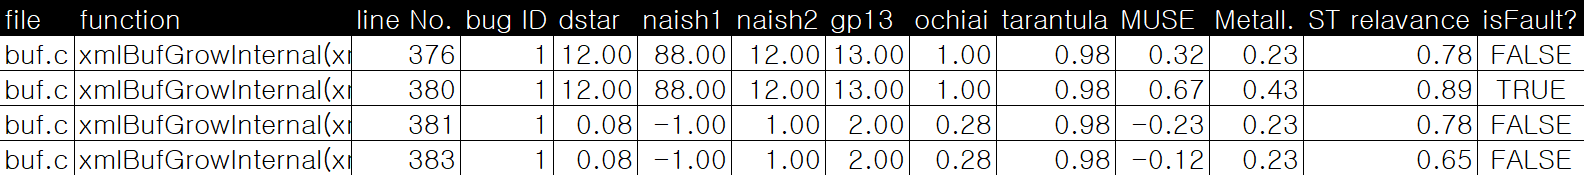 file function line No. bug ID dstar naish1 naish2 gp13 ochiai tarantula MUSE Metall. ST relavance isFault?
buf.c xmlBufGrowInternal(xr 376 1 12.00 88.00 12.00 13.00 1.00 0.98 0.32 0.23 0.78 FALSE
buf.c xmlBufGrowInternal(xr 380 1 12.00 88.00 12.00 13.00 1.00 0.98 0.67 0.43 0.89 TRUE
buf.c xmlBufGrowInternal(xr 381 1 0.08 -1.00 1.00 2.00 0.28 0.98 -0.23 0.23 0.78 FALSE
buf.c xmlBufGrowInternal(xr 383 1 0.08 -1.00 1.00 2.00 0.28 0.98 -0.12 0.23 0.65 FALSE